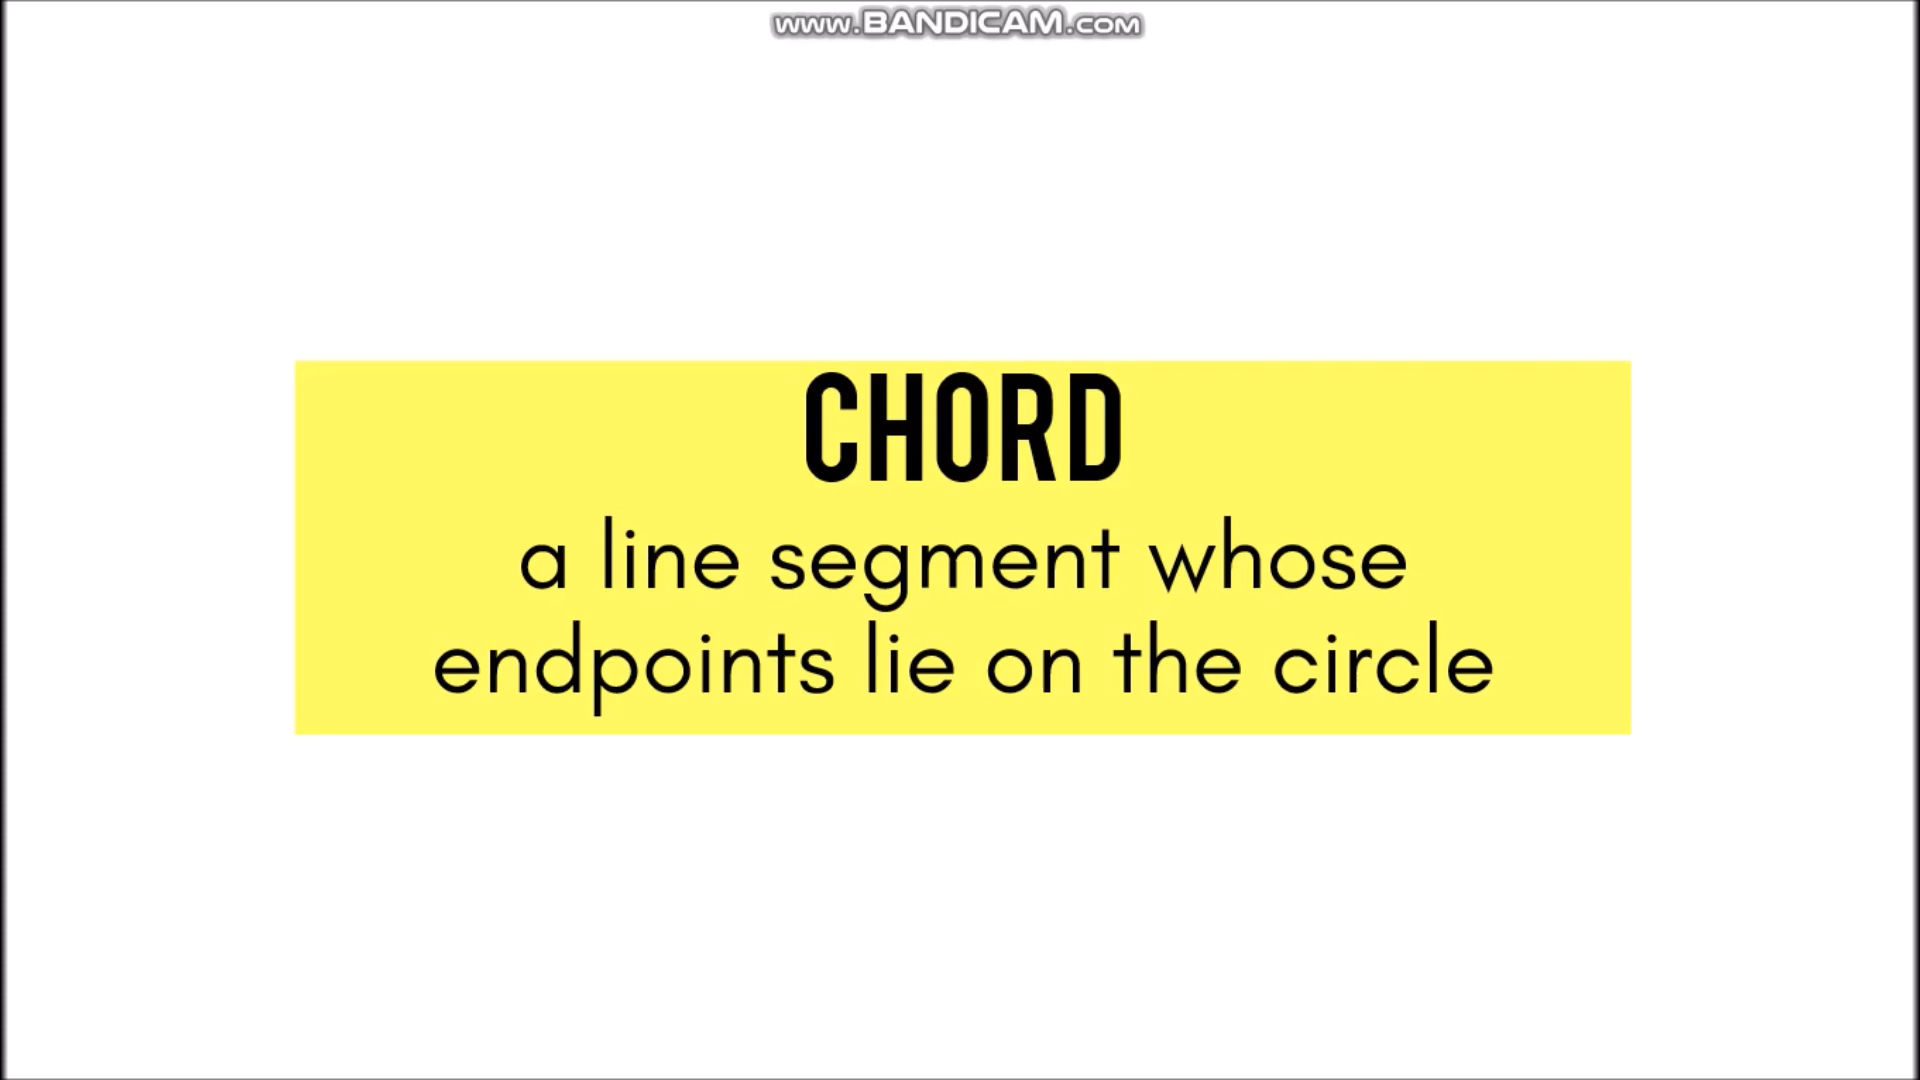 www.BANDICAM.com
CHORD
a line segment whose
endpoints lie on the circle